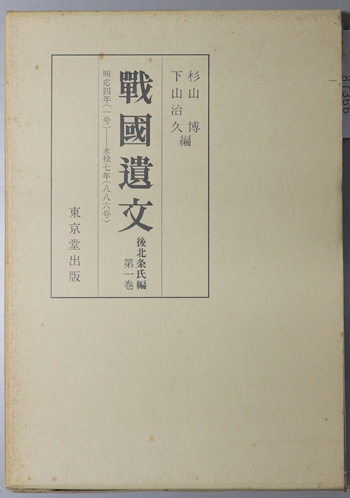 杉山 博
下山治久 編
戰國遺文
後北条氏編
第一巻
明応四年(一号)――永禄七年(八八六号)
東京堂出版